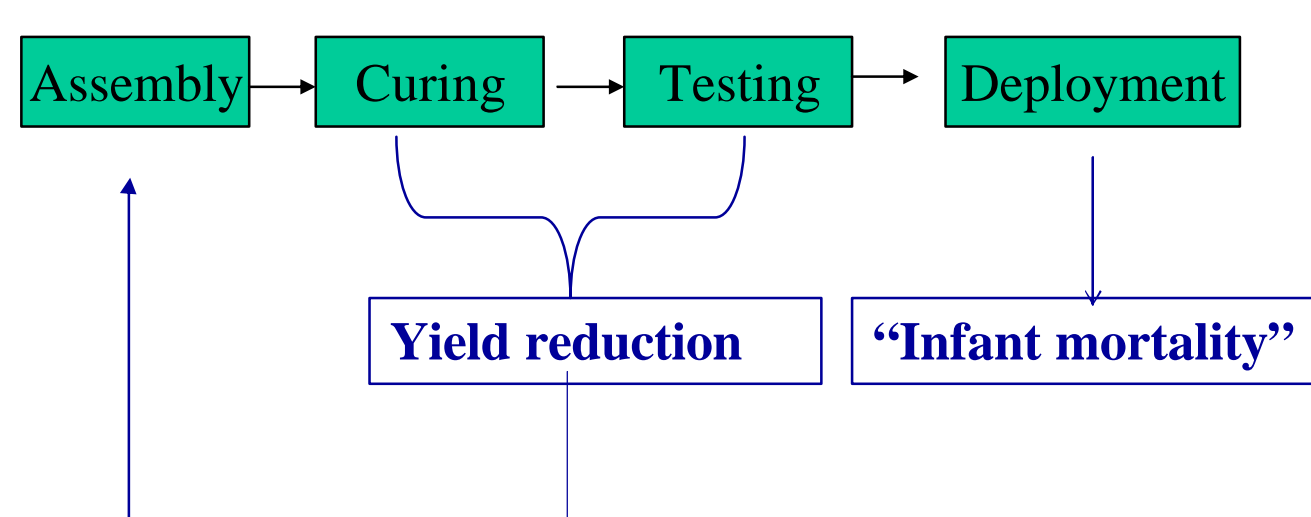 Assembly
Curing
Testing
Deployment
Yield reduction
“Infant mortality”